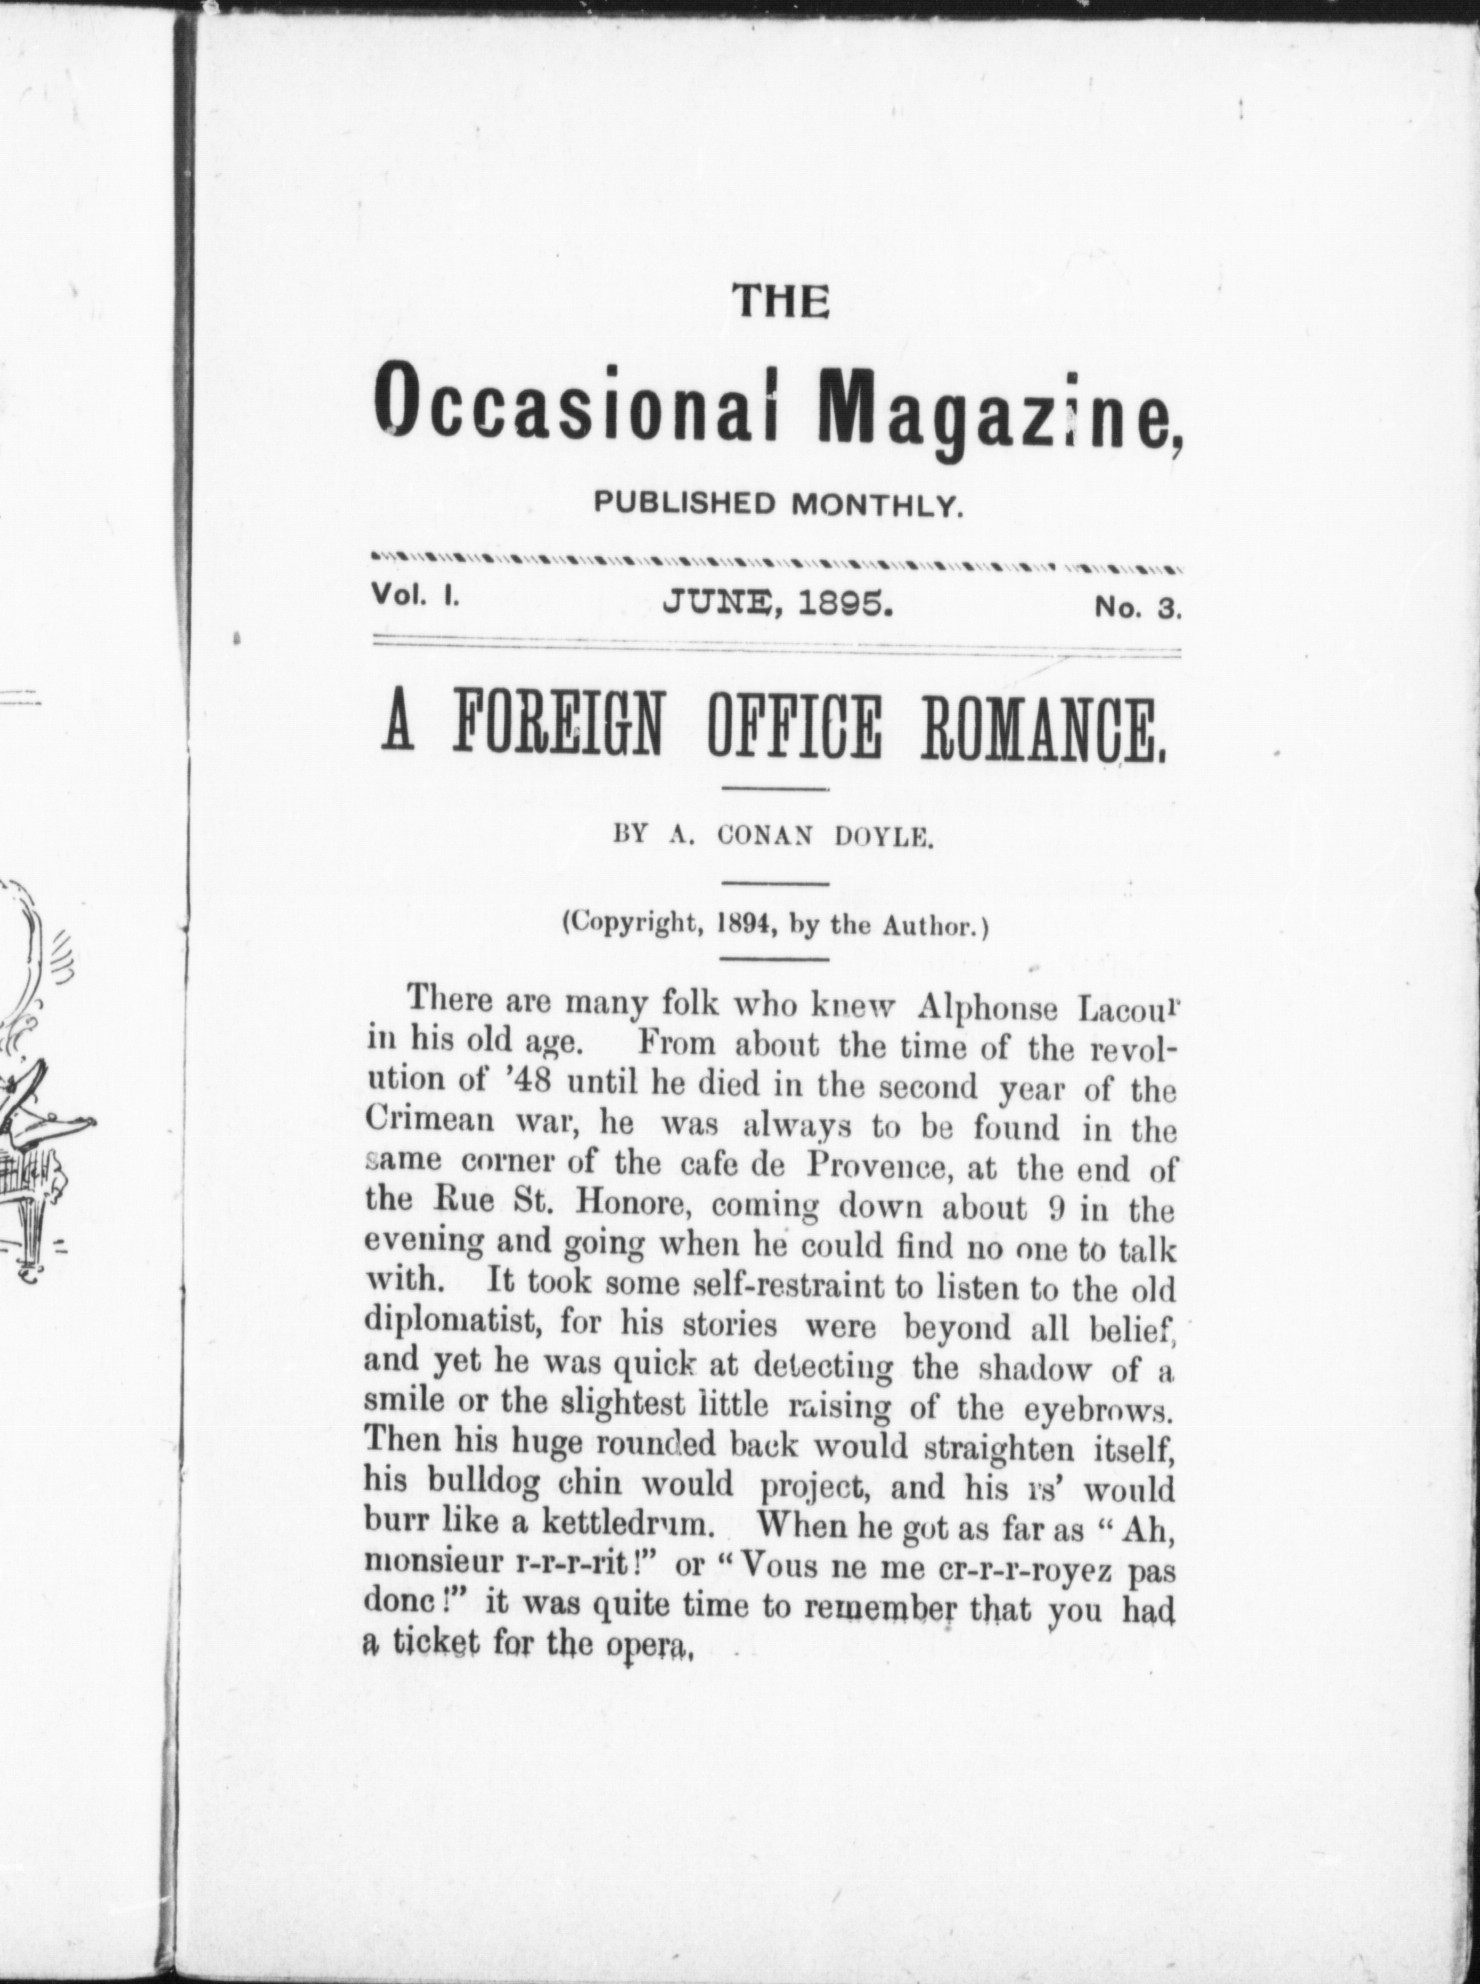 THE
Occasional Magazine,
PUBLISHED MONTHLY.
Vol. I. JUNE, 1895. No. 3.
A FOREIGN OFFICE ROMANCE.
BY A. CONAN DOYLE.
(Copyright, 1894, by the Author.)
There are many folk who knew Alphonse Lacour
in his old age. From about the time of the revol-
ution of ’48 until he died in the second year of the
Crimean war, he was always to be found in the
same corner of the cafe de Provence, at the end of
the Rue St. Honore, coming down about 9 in the
evening and going when he could find no one to talk
with. It took some self-restraint to listen to the old
diplomatist, for his stories were beyond all belief,
and yet he was quick at detecting the shadow of a
smile or the slightest little raising of the eyebrows.
Then his huge rounded back would straighten itself,
his bulldog chin would project, and his rs’ would
burr like a kettledrum. When he got as far as “ Ah,
monsieur r-r-r-rit!” or “ Vous ne me cr-r-r-royez pas
donc !” it was quite time to remember that you had
a ticket for the opera.